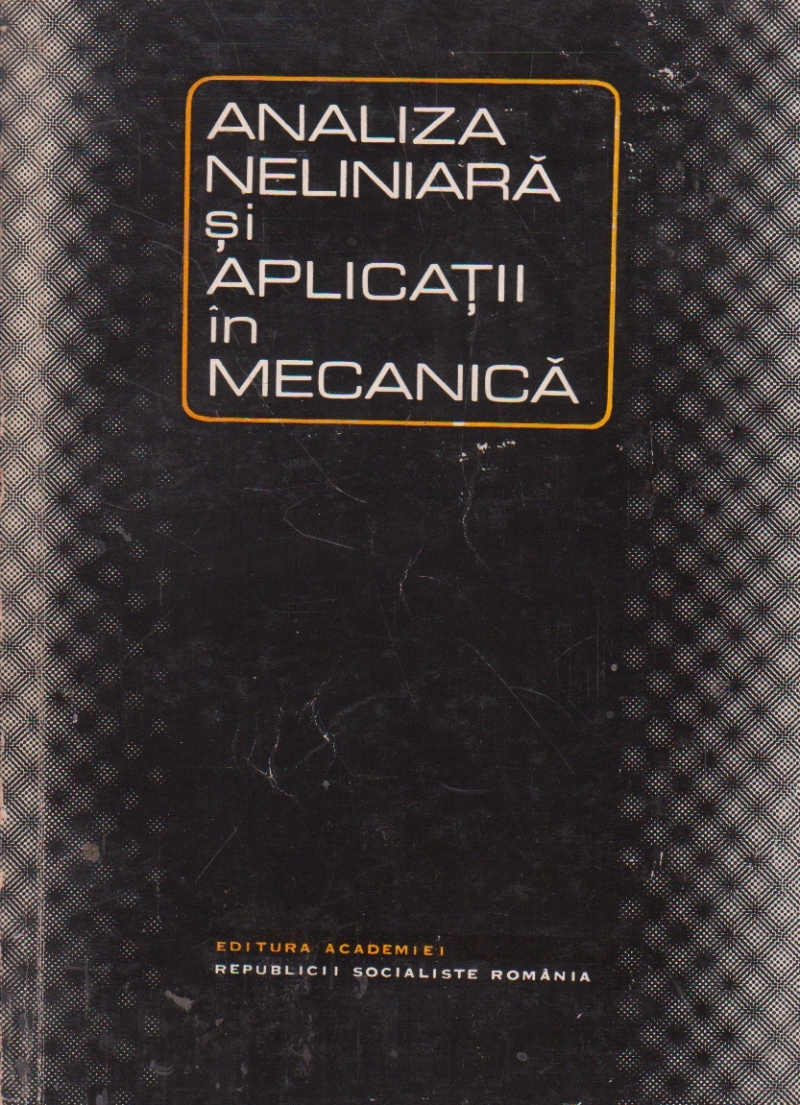 ANALIZA
NELINIARĂ
și
APLICAȚII
în
MECANICĂ
EDITURA ACADEMIEI
REPUBLICII SOCIALISTE ROMÂNIA